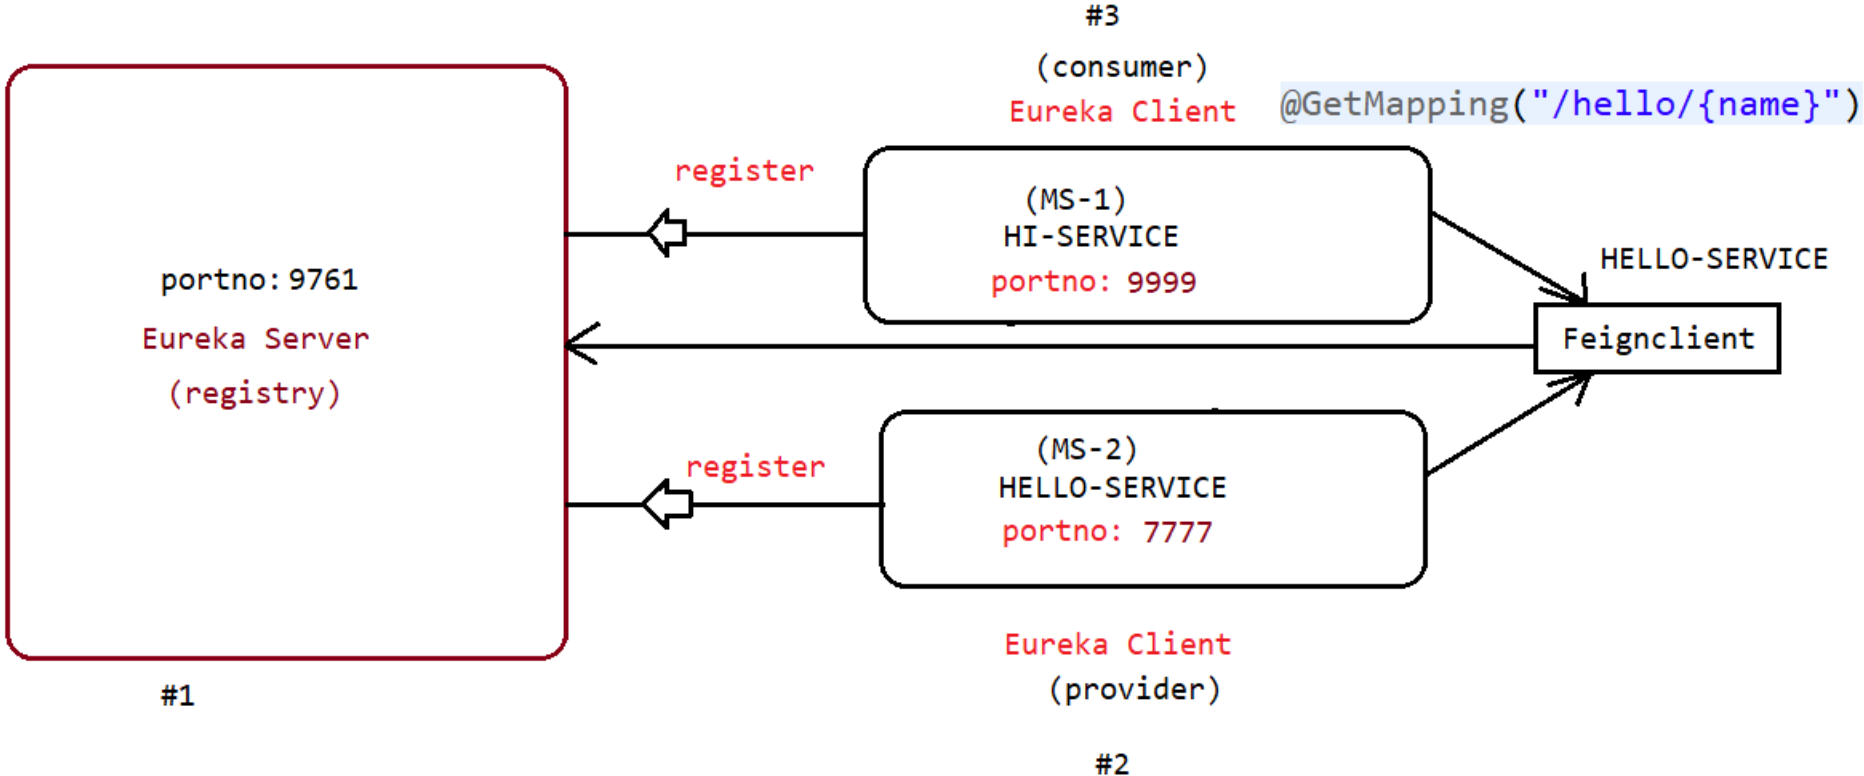 #3
(consumer)
Eureka Client
@GetMapping("/hello/{name}")
register
(MS-1)
HI-SERVICE
portno: 9999
HELLO-SERVICE
Feignclient
portno: 9761
Eureka Server
(registry)
#1
register
(MS-2)
HELLO-SERVICE
portno: 7777
Eureka Client
(provider)
#2